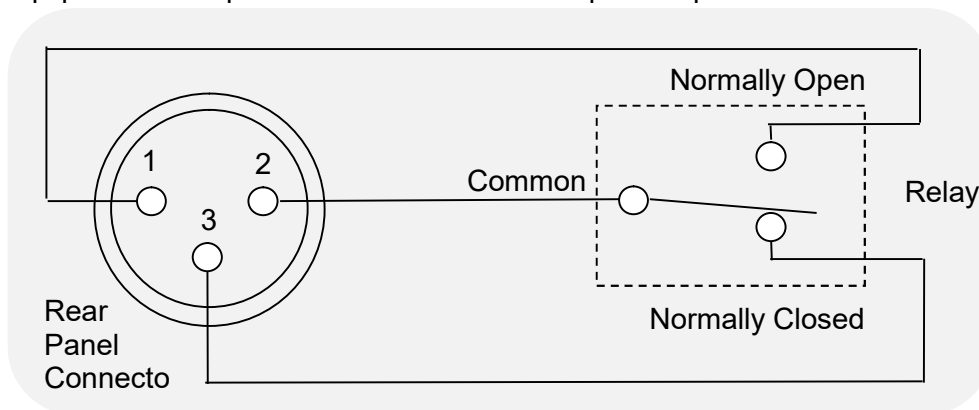 Normally Open
1
2
Common
Relay
3
Rear
Panel
Connecto
Normally Closed